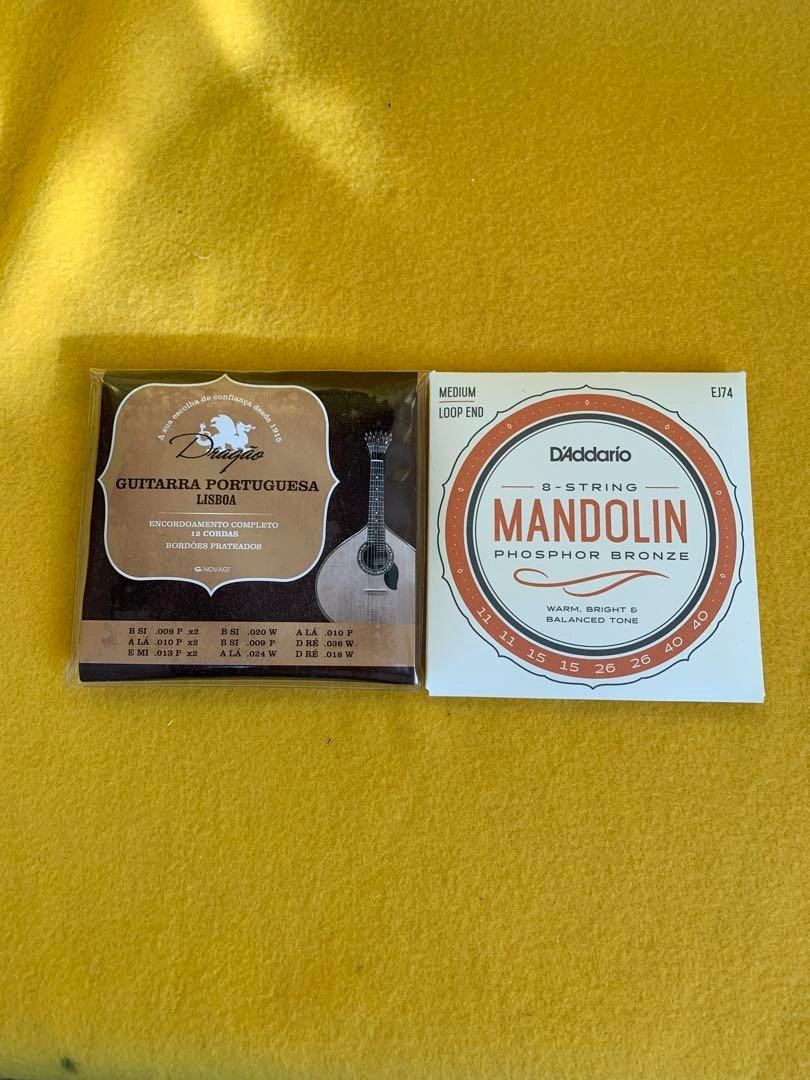 A sua escolha de confiança desde 1915
Dragão
GUITARRA PORTUGUESA
LISBOA
ENCORDOAMENTO COMPLETO
12 CORDAS
BORDÕES PRATEADOS
G NOVAGI
B SI .009 P x2 B SI .020 W A LÁ .010 P
A LÁ .010 P x2 B SI .009 P D RÉ .036 W
E MI .013 P x2 A LÁ .024 W D RÉ .018 W
MEDIUM
LOOP END
EJ74
D'Addario
8-STRING
MANDOLIN
PHOSPHOR BRONZE
WARM, BRIGHT &
BALANCED TONE
11 11 15 15 26 26 40 40